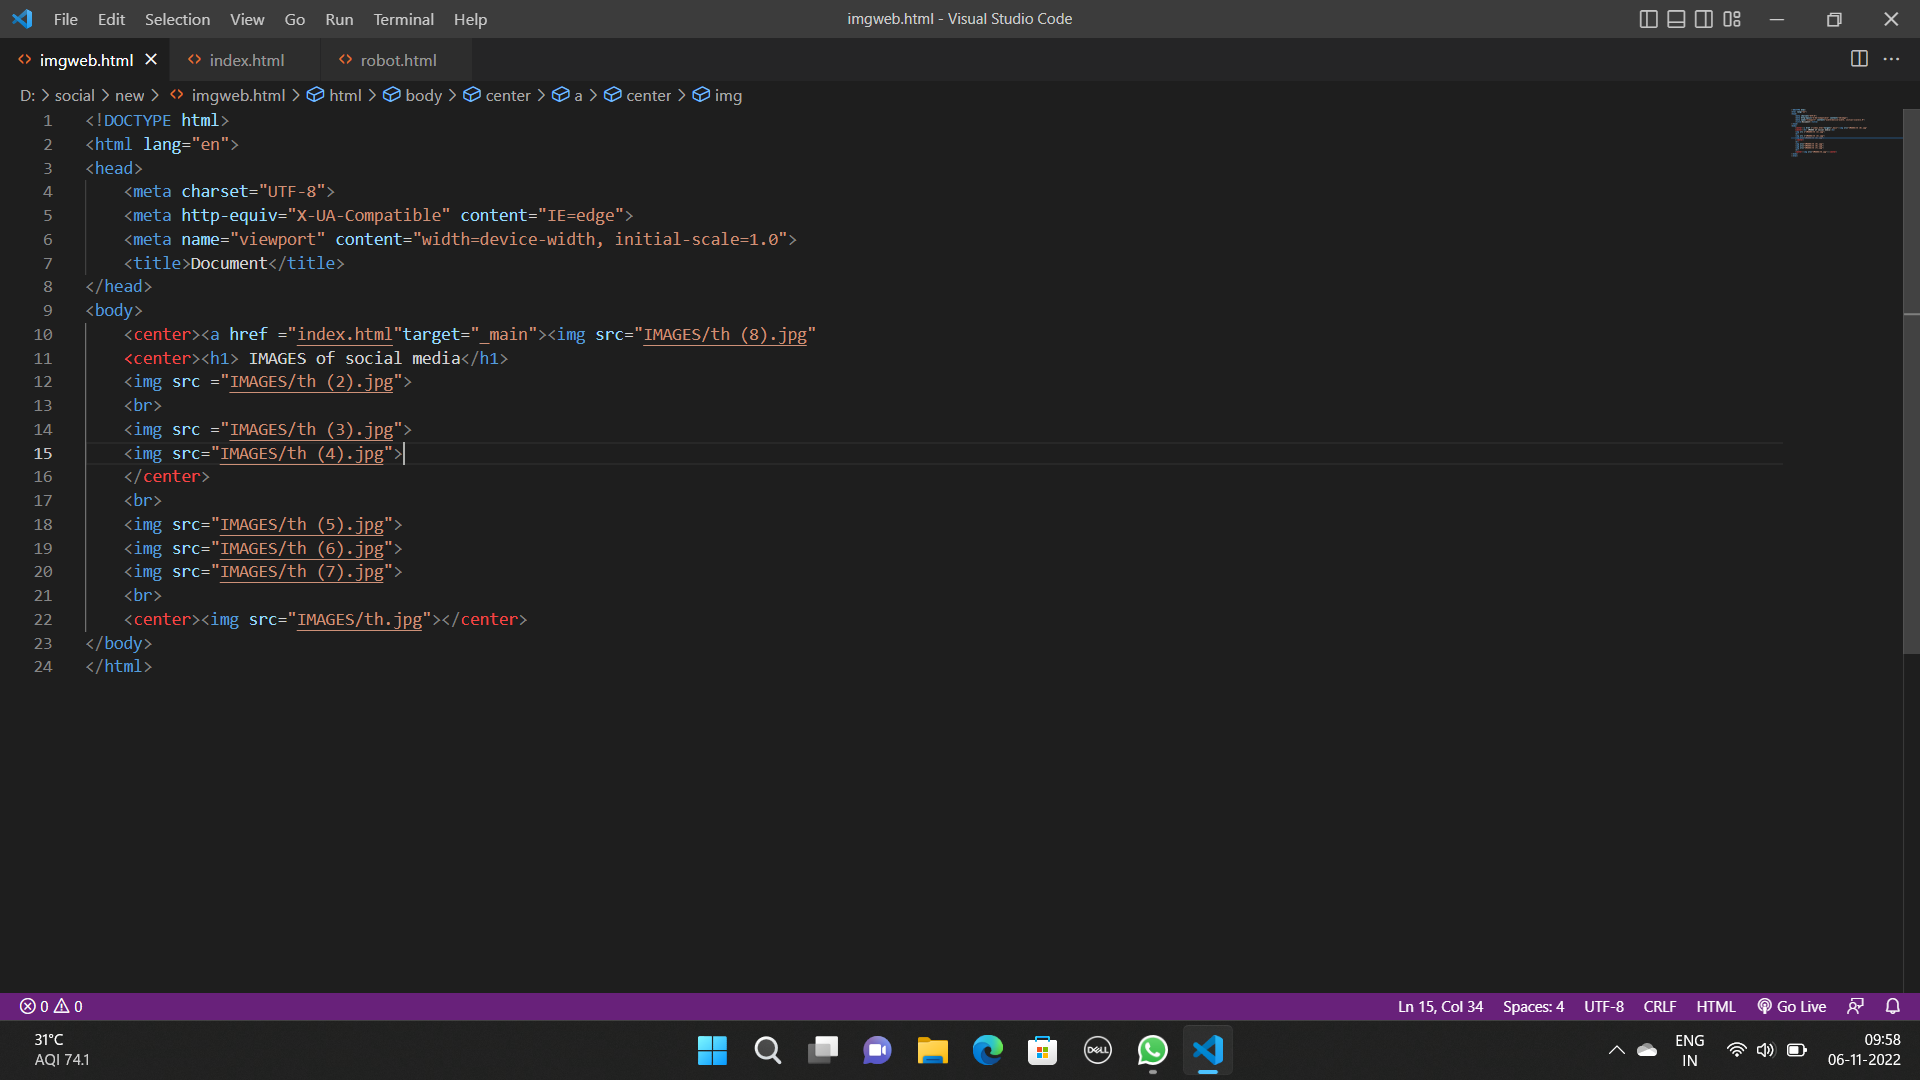 File Edit Selection View Go Run Terminal Help imgweb.html - Visual Studio Code
imgweb.html index.html robot.html
D: > social > new > imgweb.html > html > body > center > a > center > img
1 <!DOCTYPE html>
2 <html lang="en">
3 <head>
4     <meta charset="UTF-8">
5     <meta http-equiv="X-UA-Compatible" content="IE=edge">
6     <meta name="viewport" content="width=device-width, initial-scale=1.0">
7     <title>Document</title>
8 </head>
9 <body>
10     <center><a href ="index.html"target="_main"><img src="IMAGES/th (8).jpg"
11     <center><h1> IMAGES of social media</h1>
12     <img src ="IMAGES/th (2).jpg">
13     <br>
14     <img src ="IMAGES/th (3).jpg">
15     <img src="IMAGES/th (4).jpg">
16     </center>
17     <br>
18     <img src="IMAGES/th (5).jpg">
19     <img src="IMAGES/th (6).jpg">
20     <img src="IMAGES/th (7).jpg">
21     <br>
22     <center><img src="IMAGES/th.jpg"></center>
23 </body>
24 </html>
0 0 Ln 15, Col 34 Spaces: 4 UTF-8 CRLF HTML Go Live
31°C
AQI 74.1
DELL
ENG
IN
09:58
06-11-2022